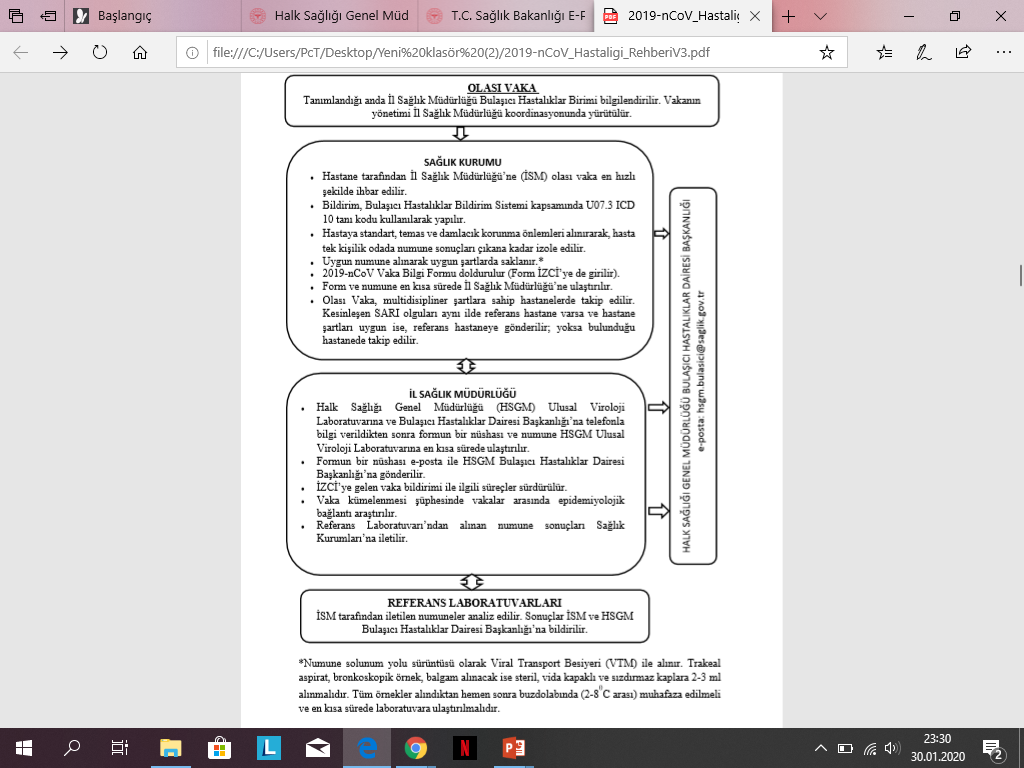 Başlangıç
Halk Sağlığı Genel Müd
T.C. Sağlık Bakanlığı E-F
2019-nCoV_Hastalig
file:///C:/Users/PcT/Desktop/Yeni%20klasör%20(2)/2019-nCoV_Hastaligi_RehberiV3.pdf
OLASI VAKA
Tanımlandığı anda İl Sağlık Müdürlüğü Bulaşıcı Hastalıklar Birimi bilgilendirilir. Vakanın
yönetimi İl Sağlık Müdürlüğü koordinasyonunda yürütülür.
SAĞLIK KURUMU
• Hastane tarafından İl Sağlık Müdürlüğü’ne (İSM) olası vaka en hızlı
şekilde ihbar edilir.
• Bildirim, Bulaşıcı Hastalıklar Bildirim Sistemi kapsamında U07.3 ICD
10 tanı kodu kullanılarak yapılır.
• Hastaya standart, temas ve damlacık korunma önlemleri alınırarak, hasta
tek kişilik odada numune sonuçları çıkana kadar izole edilir.
• Uygun numune alınarak uygun şartlarda saklanır.*
• 2019-nCoV Vaka Bilgi Formu doldurulur (Form İZCİ’ye de girilir).
• Form ve numune en kısa sürede İl Sağlık Müdürlüğü’ne ulaştırılır.
• Olası Vaka, multidisipliner şartlara sahip hastanelerde takip edilir.
Kesinleşen SARI olguları aynı ilde referans hastane varsa ve hastane
şartları uygun ise, referans hastaneye gönderilir; yoksa bulunduğu
hastanede takip edilir.
İL SAĞLIK MÜDÜRLÜĞÜ
• Halk Sağlığı Genel Müdürlüğü (HSGM) Ulusal Viroloji
Laboratuvarına ve Bulaşıcı Hastalıklar Dairesi Başkanlığı’na telefonla
bilgi verildikten sonra formun bir nüshası ve numune HSGM Ulusal
Viroloji Laboratuvarına en kısa sürede ulaştırılır.
• Formun bir nüshası e-posta ile HSGM Bulaşıcı Hastalıklar Dairesi
Başkanlığı’na gönderilir.
• İZCİ’ye gelen vaka bildirimi ile ilgili süreçler sürdürülür.
• Vaka kümelenmesi şüphesinde vakalar arasında epidemiyolojik
bağlantı araştırılır.
• Referans Laboratuvarı’ndan alınan numune sonuçları Sağlık
Kurumları’na iletilir.
HALK SAĞLIĞI GENEL MÜDÜRLÜĞÜ BULAŞICI HASTALIKLAR DAİRESİ BAŞKANLIĞI
e-posta: hsgm.bulasici@saglik.gov.tr
REFERANS LABORATUVARLARI
İSM tarafından iletilen numuneler analiz edilir. Sonuçlar İSM ve HSGM
Bulaşıcı Hastalıklar Dairesi Başkanlığı’na bildirilir.
*Numune solunum yolu sürüntüsü olarak Viral Transport Besiyeri (VTM) ile alınır. Trakeal
aspirat, bronkoskopik örnek, balgam alınacak ise steril, vida kapaklı ve sızdırmaz kaplara 2-3 ml
alınmalıdır. Tüm örnekler alındıktan hemen sonra buzdolabında (2-8⁰C arası) muhafaza edilmeli
ve en kısa sürede laboratuvara ulaştırılmalıdır.
23:30
30.01.2020
2